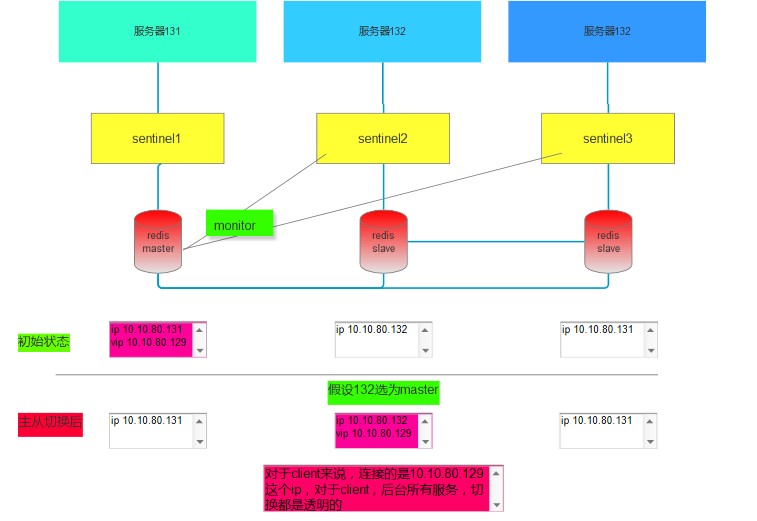 服务器131
服务器132
服务器132
sentinel1
sentinel2
sentinel3
redis
master
monitor
redis
slave
redis
slave
初始状态
ip 10.10.80.131
vip 10.10.80.129
ip 10.10.80.132
ip 10.10.80.131
假设132选为master
主从切换后
ip 10.10.80.131
ip 10.10.80.132
vip 10.10.80.129
ip 10.10.80.131
对于client来说，连接的是10.10.80.129
这个ip，对于client，后台所有服务，切
换都是透明的